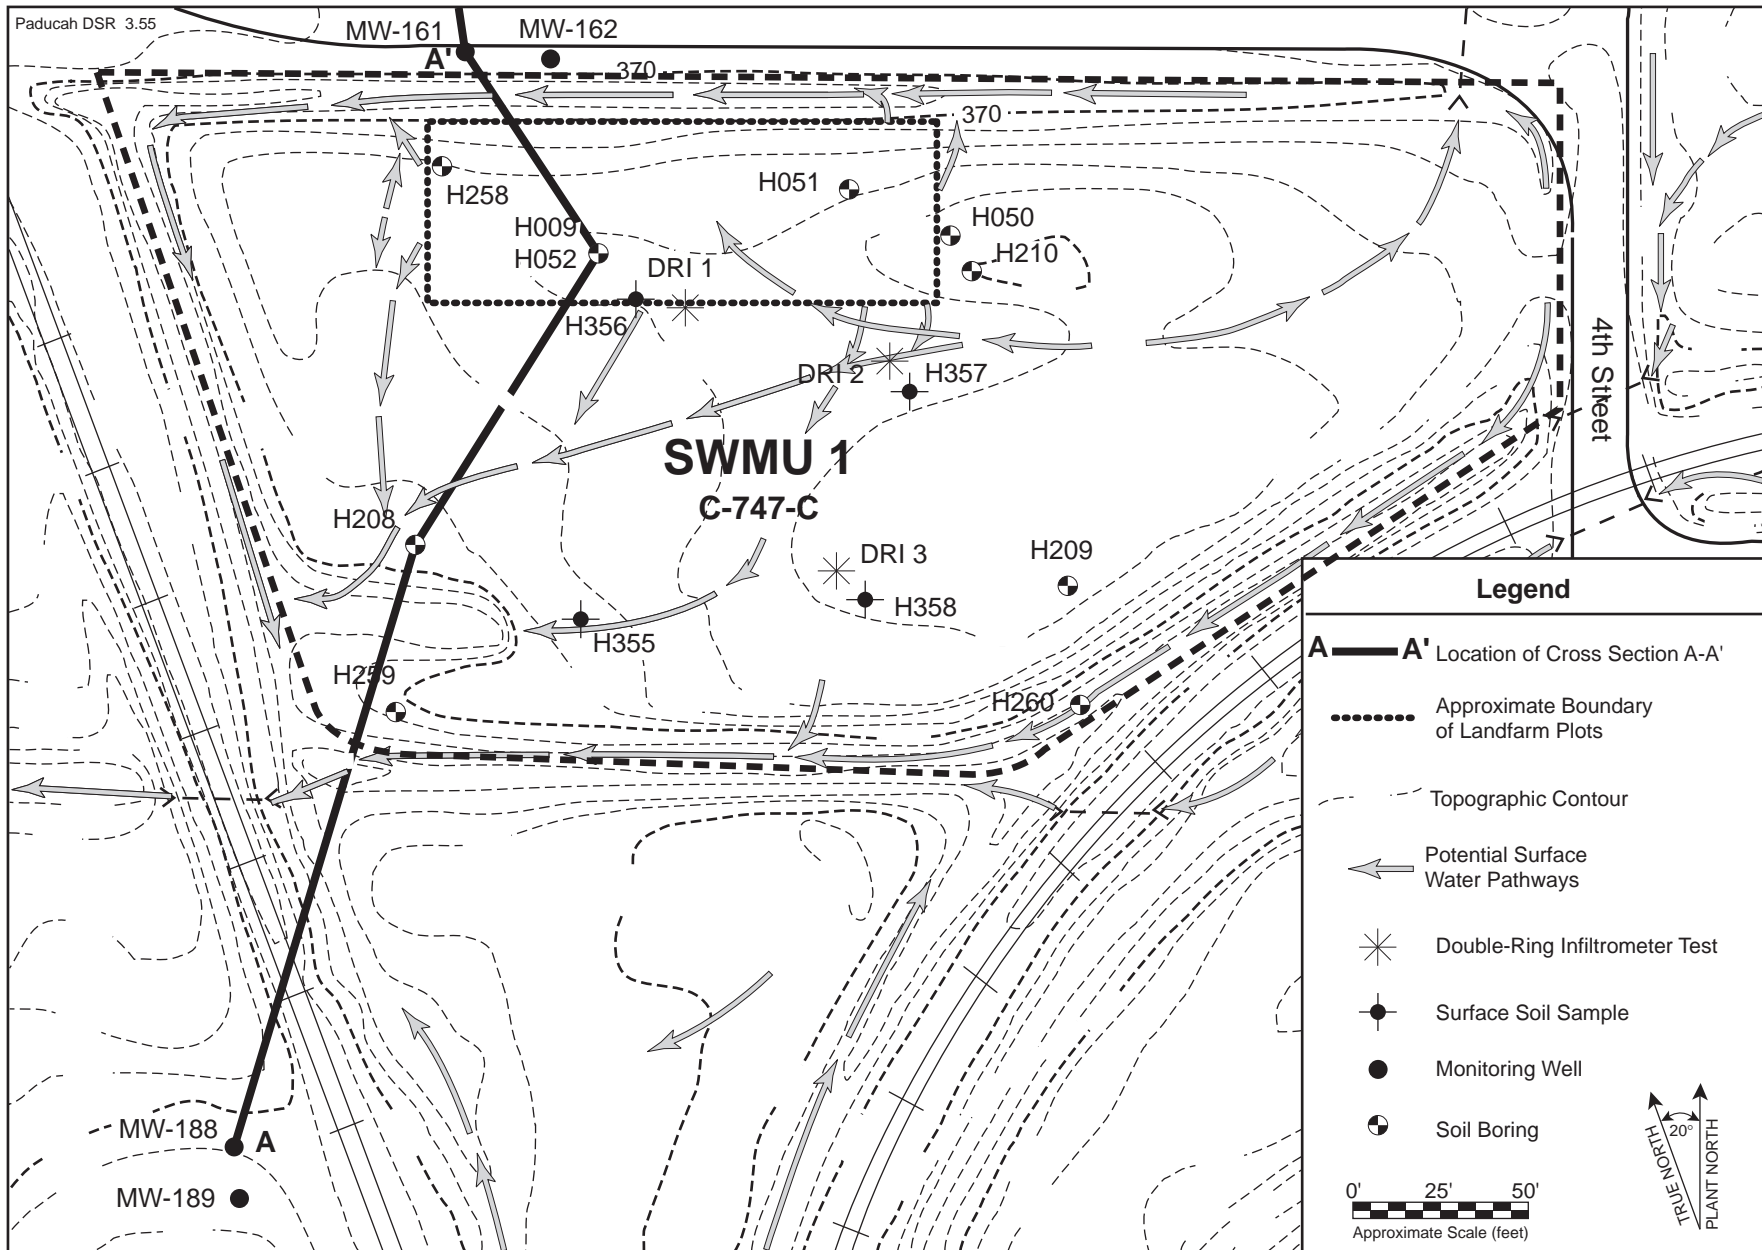 Paducah DSR 3.55
MW-161
MW-162
A'
370
370
H258
H051
H009
H052
H050
H210
DRI 1
H356
DRI 2
H357
4th Street
SWMU 1
C-747-C
H208
DRI 3
H209
H358
H355
H259
H260
MW-188
A
MW-189
Legend
A A' Location of Cross Section A-A'
Approximate Boundary
of Landfarm Plots
Topographic Contour
Potential Surface
Water Pathways
Double-Ring Infiltrometer Test
Surface Soil Sample
Monitoring Well
Soil Boring
0' 25' 50'
Approximate Scale (feet)
20°
TRUE NORTH
PLANT NORTH